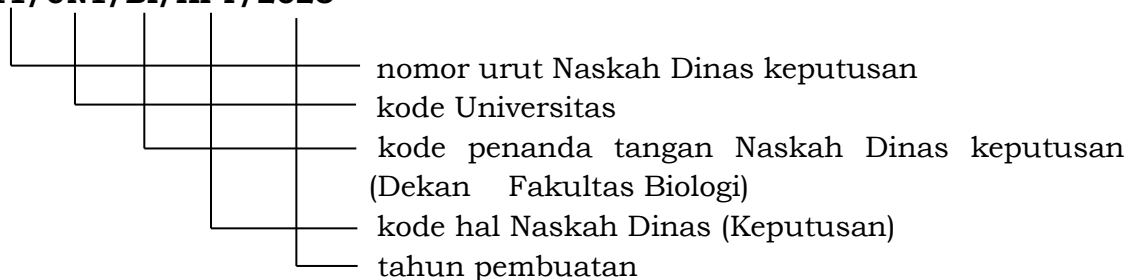 nomor urut Naskah Dinas keputusan
kode Universitas
kode penanda tangan Naskah Dinas keputusan
(Dekan Fakultas Biologi)
kode hal Naskah Dinas (Keputusan)
tahun pembuatan